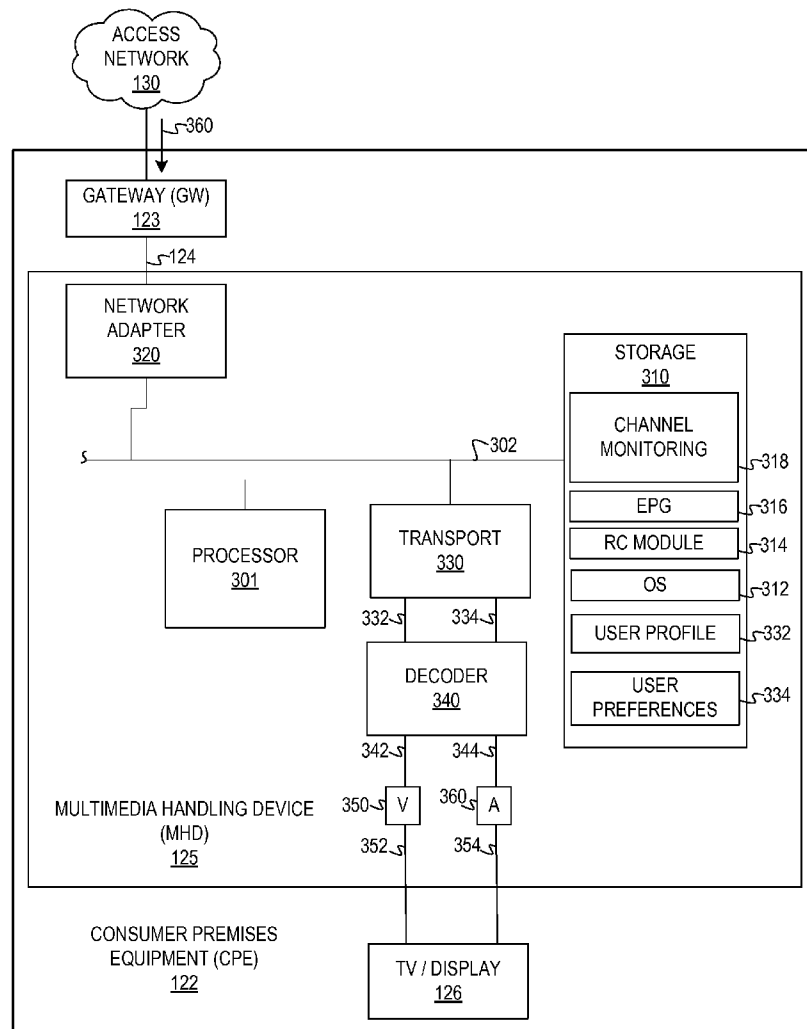 ACCESS
NETWORK
130
360
GATEWAY (GW)
123
124
NETWORK
ADAPTER
320
STORAGE
310
CHANNEL
MONITORING
302
318
EPG
316
RC MODULE
314
OS
312
USER PROFILE
332
USER
PREFERENCES
334
PROCESSOR
301
TRANSPORT
330
332
334
DECODER
340
342
344
350
V
360
A
352
354
MULTIMEDIA HANDLING DEVICE
(MHD)
125
CONSUMER PREMISES
EQUIPMENT (CPE)
122
TV / DISPLAY
126